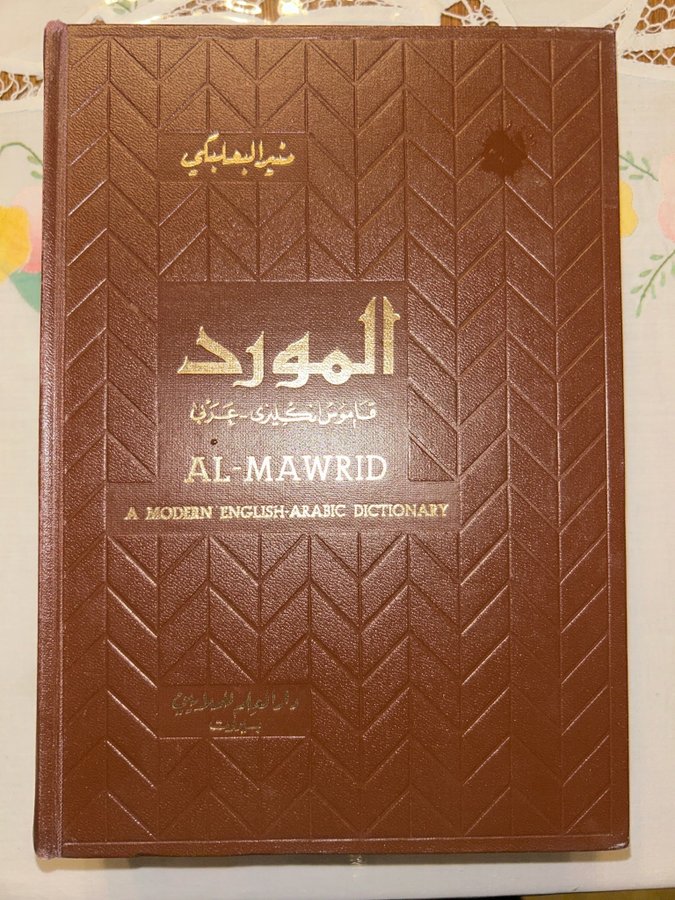 منير البعلبكي
المورد
قاموس إنكليزي - عربي
AL-MAWRID
A MODERN ENGLISH-ARABIC DICTIONARY
دار العلم للملايين
بيروت